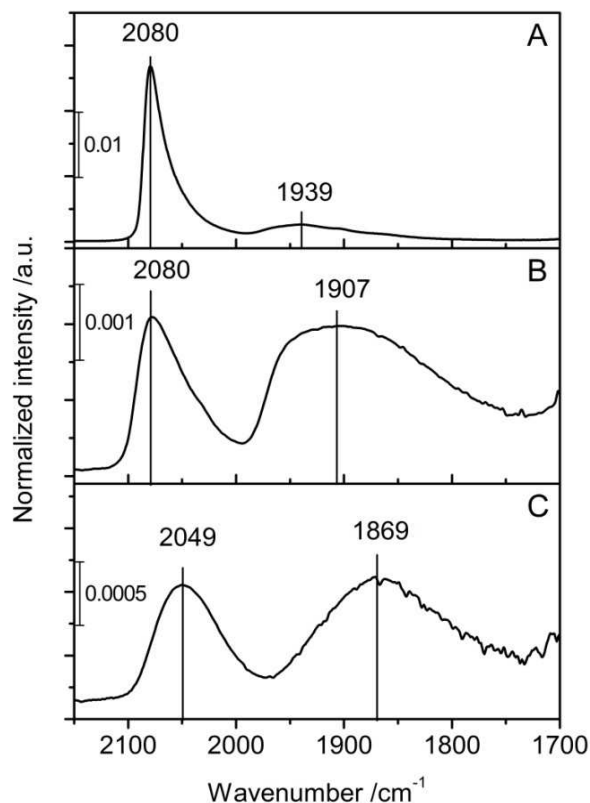 2080
A
0.01
1939
2080
B
0.001
1907
C
2049
1869
0.0005
Normalized intensity /a.u.
2100 2000 1900 1800 1700
Wavenumber /cm⁻¹